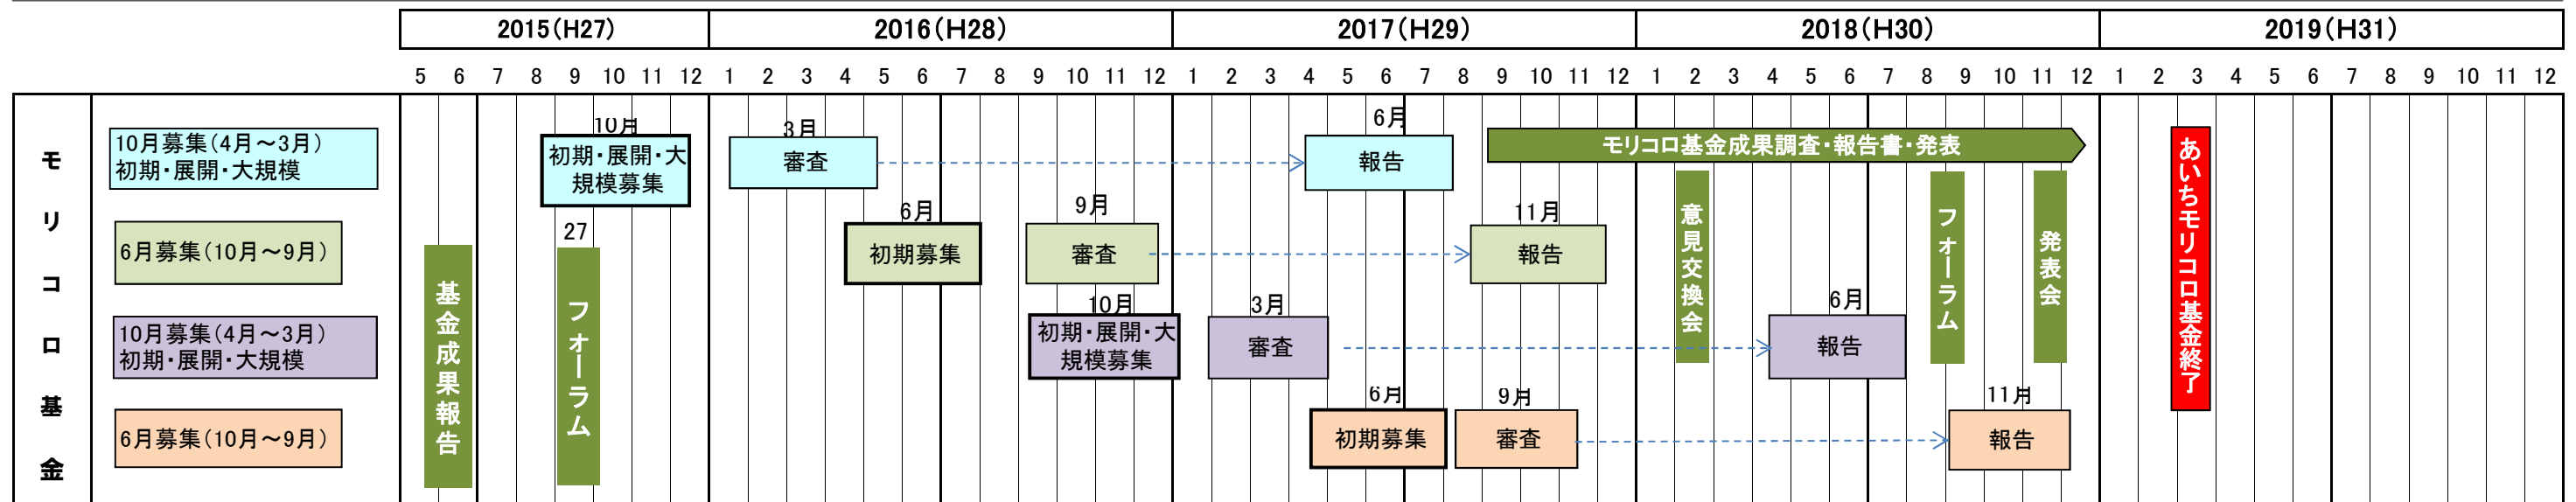 2015(H27)
2016(H28)
2017(H29)
2018(H30)
2019(H31)
5 6 7 8 9 10 11 12 1 2 3 4 5 6 7 8 9 10 11 12 1 2 3 4 5 6 7 8 9 10 11 12 1 2 3 4 5 6 7 8 9 10 11 12 1 2 3 4 5 6 7 8 9 10 11 12
モリコロ基金
10月募集(4月～3月)
初期・展開・大規模
10月
初期・展開・大
規模募集
3月
審査
6月
報告
モリコロ基金成果調査・報告書・発表
6月募集(10月～9月)
6月
初期募集
9月
審査
11月
報告
10月募集(4月～3月)
初期・展開・大規模
10月
初期・展開・大
規模募集
3月
審査
6月
報告
6月募集(10月～9月)
6月
初期募集
9月
審査
11月
報告
基金成果報告
27
フォーラム
意見交換会
フォーラム
発表会
あいちモリコロ基金終了